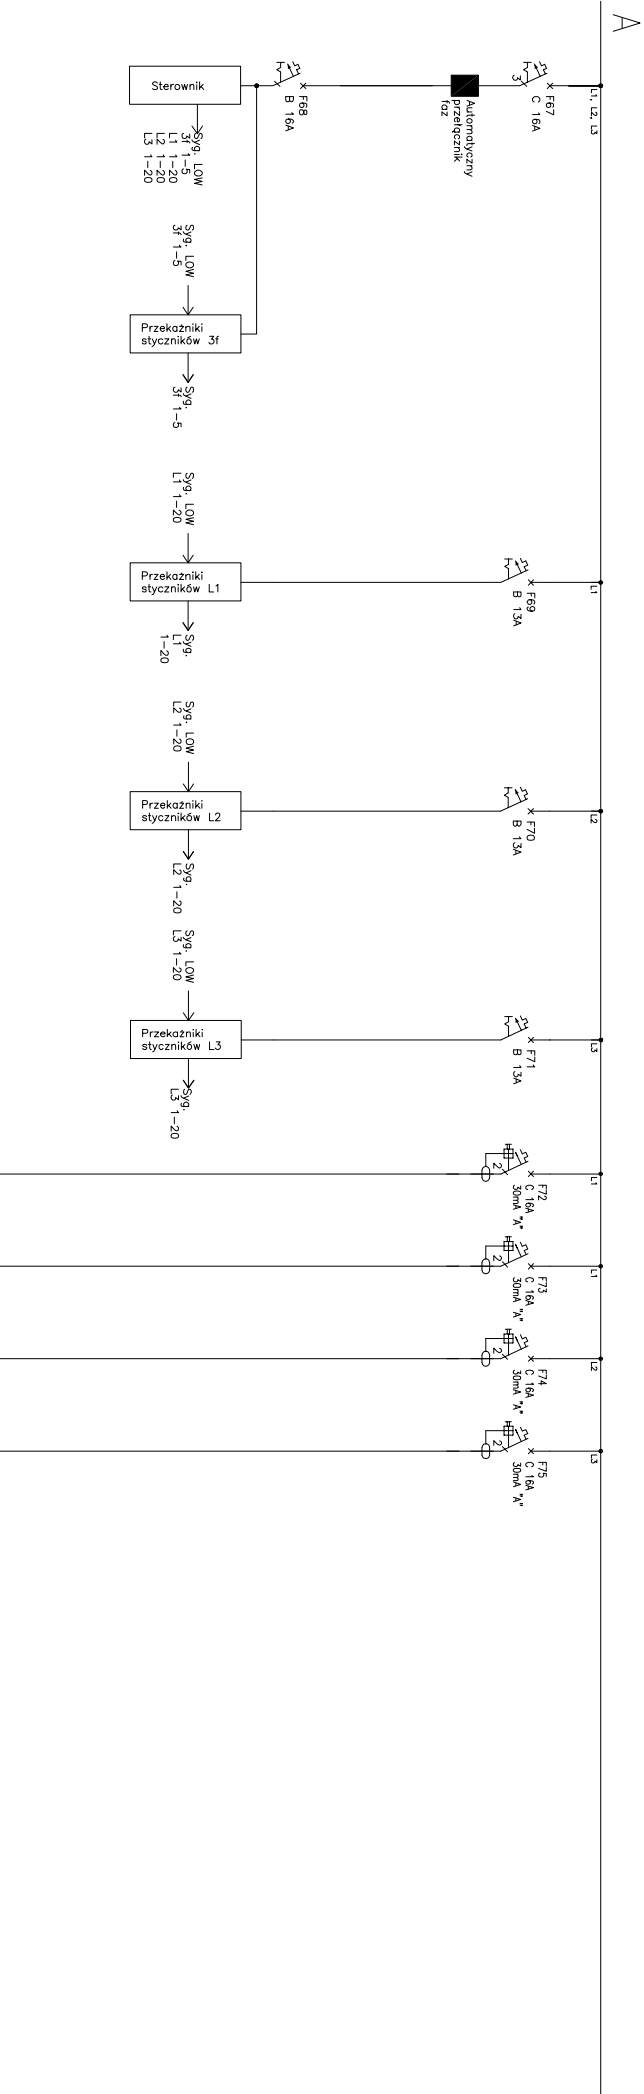 A
L1, L2, L3
F67
C 16A
3
Automatyczny
przełącznik
faz
F68
B 16A
Sterownik
Syg. LOW
3f 1-5
L1 1-20
L2 1-20
L3 1-20
Syg. LOW
3f 1-5
Przekaźniki
styczników 3f
Syg.
3f 1-5
L1
F69
B 13A
Syg. LOW
L1 1-20
Przekaźniki
styczników L1
Syg.
L1
1-20
L2
F70
B 13A
Syg. LOW
L2 1-20
Przekaźniki
styczników L2
Syg.
L2 1-20
L3
F71
B 13A
Syg. LOW
L3 1-20
Przekaźniki
styczników L3
Syg.
L3 1-20
L1
F72
C 16A
30mA "A"
2
L1
F73
C 16A
30mA "A"
2
L2
F74
C 16A
30mA "A"
2
L3
F75
C 16A
30mA "A"
2